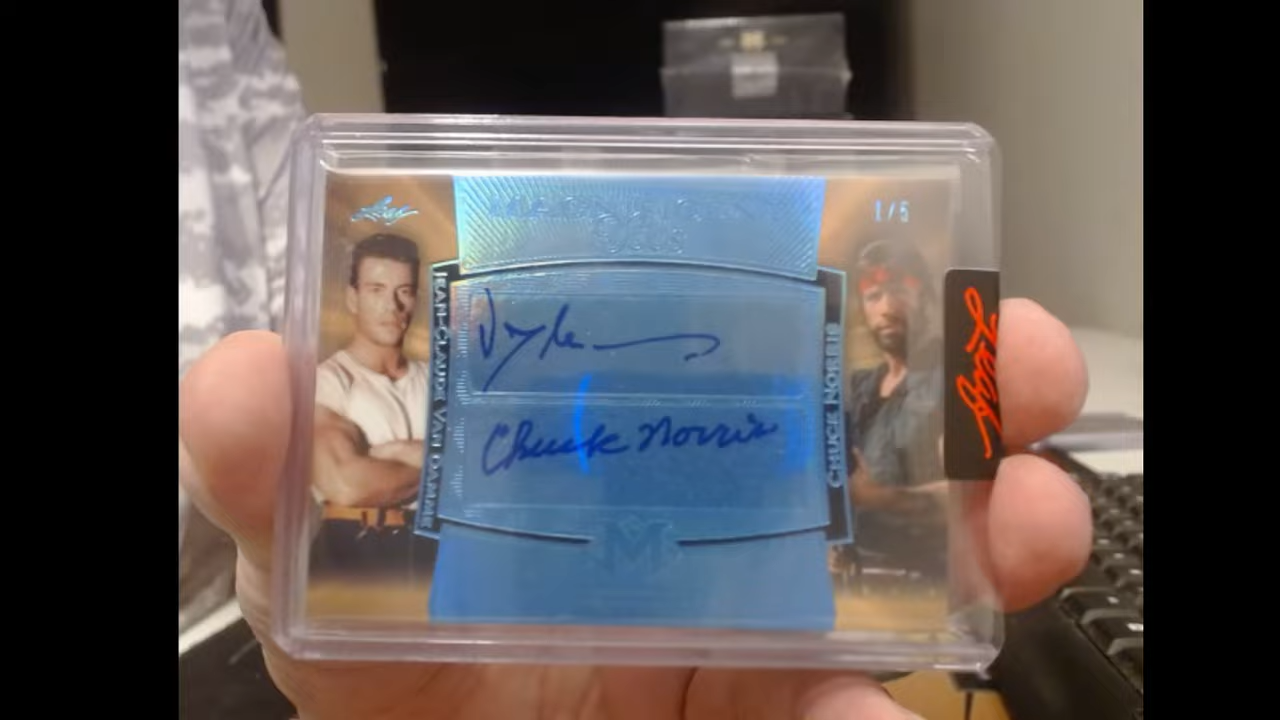 Leaf
1/5
JEAN-CLAUDE VAN DAMME
Chuck Norris
CHUCK NORRIS
M
Leaf